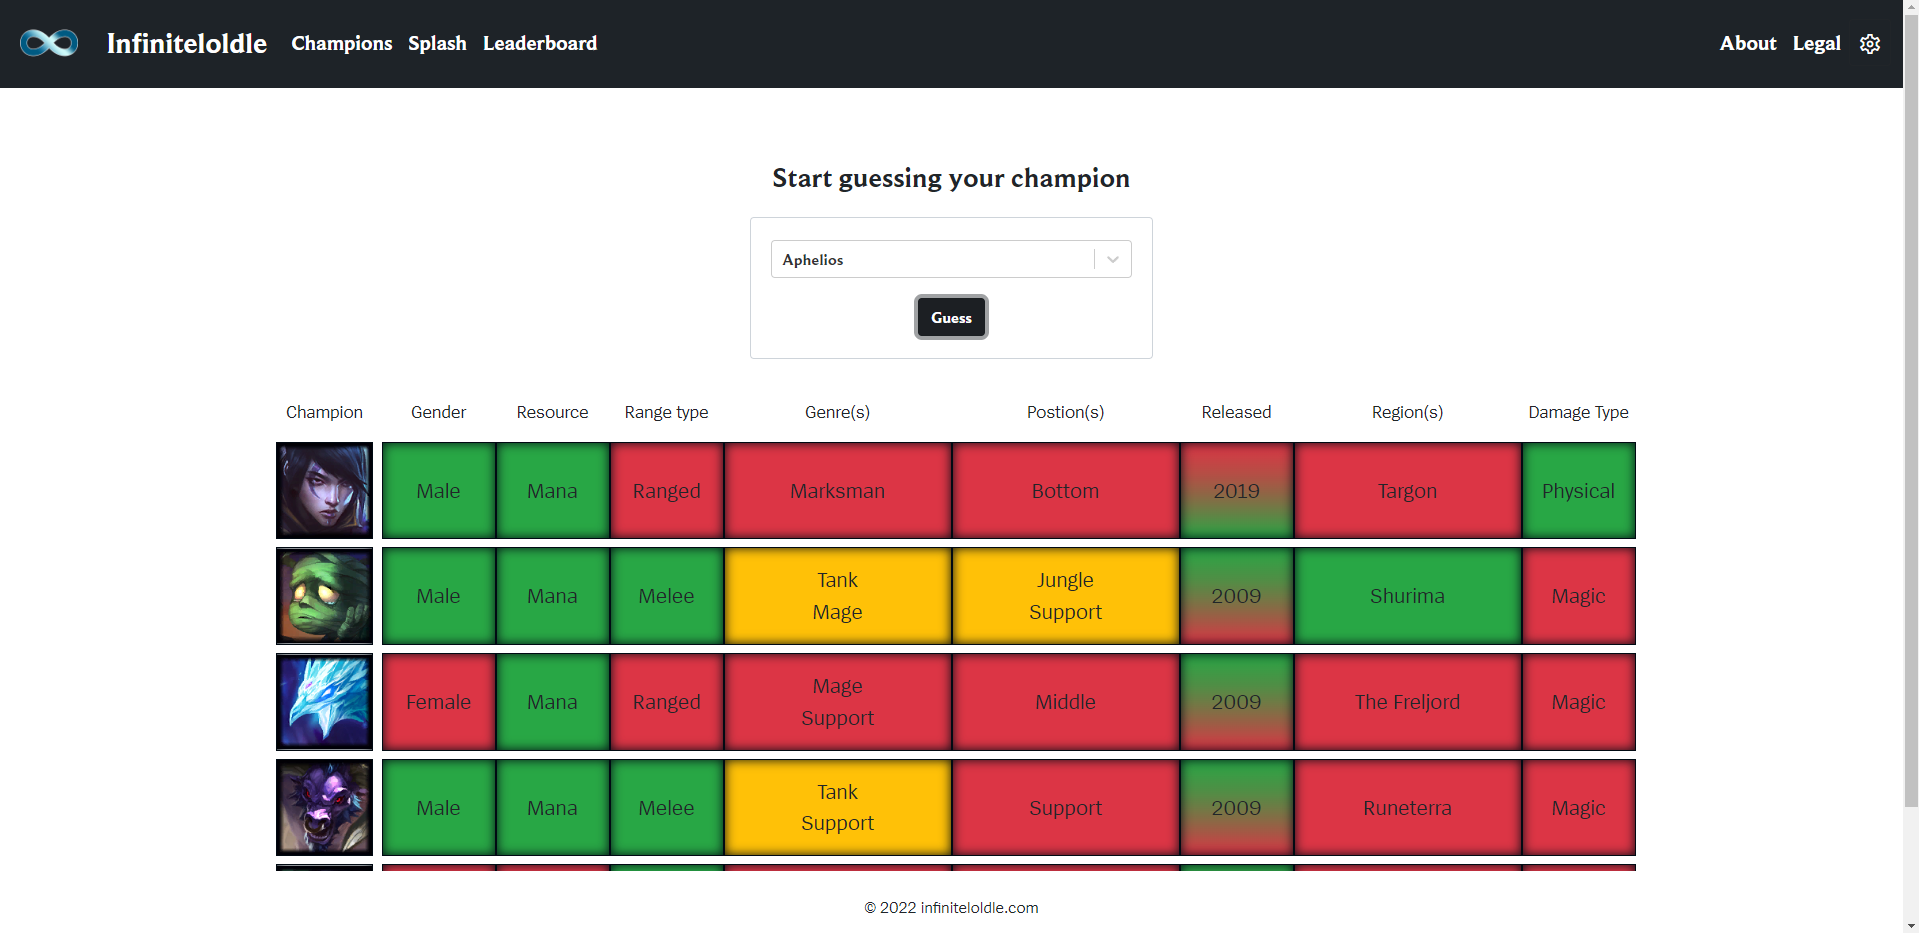 Infiniteloldle Champions Splash Leaderboard About Legal
Start guessing your champion
Aphelios
Guess
Champion Gender Resource Range type Genre(s) Postion(s) Released Region(s) Damage Type
Male Mana Ranged Marksman Bottom 2019 Targon Physical
Male Mana Melee Tank Jungle 2009 Shurima Magic
Mage Support
Female Mana Ranged Mage Middle 2009 The Freljord Magic
Support
Male Mana Melee Tank Support 2009 Runeterra Magic
Support
© 2022 infiniteloldle.com